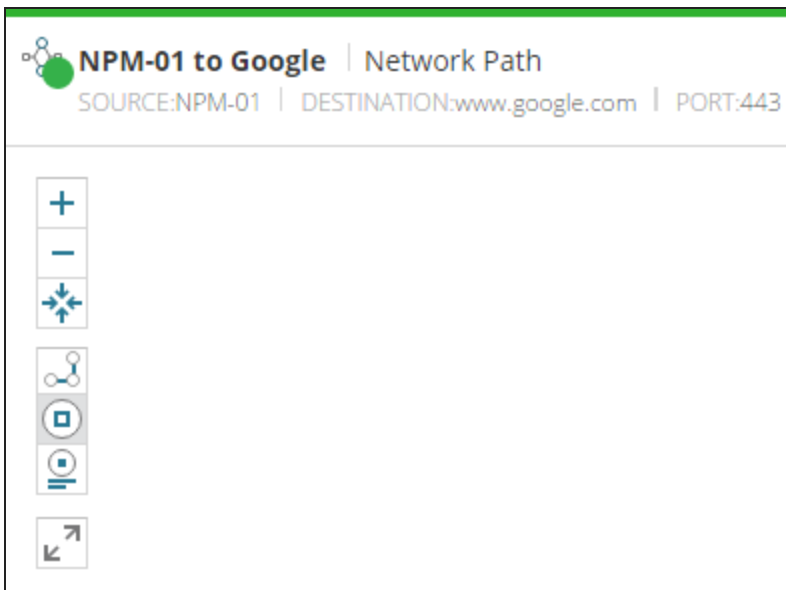 NPM-01 to Google | Network Path
SOURCE:NPM-01 | DESTINATION:www.google.com | PORT:443